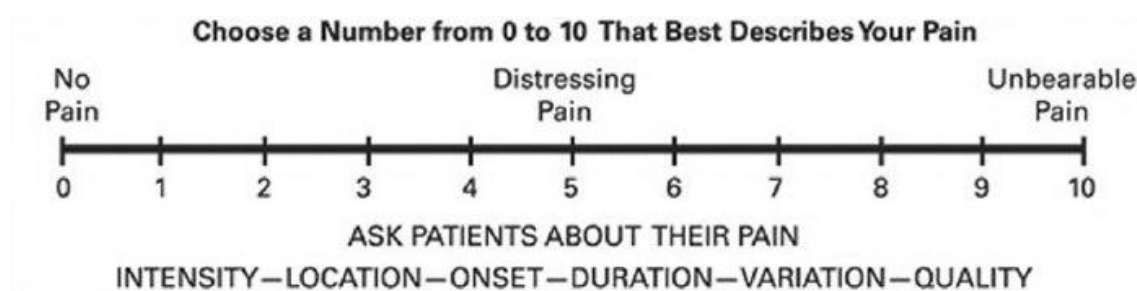 Choose a Number from 0 to 10 That Best Describes Your Pain
No Pain
Distressing Pain
Unbearable Pain
0 1 2 3 4 5 6 7 8 9 10
ASK PATIENTS ABOUT THEIR PAIN
INTENSITY—LOCATION—ONSET—DURATION—VARIATION—QUALITY